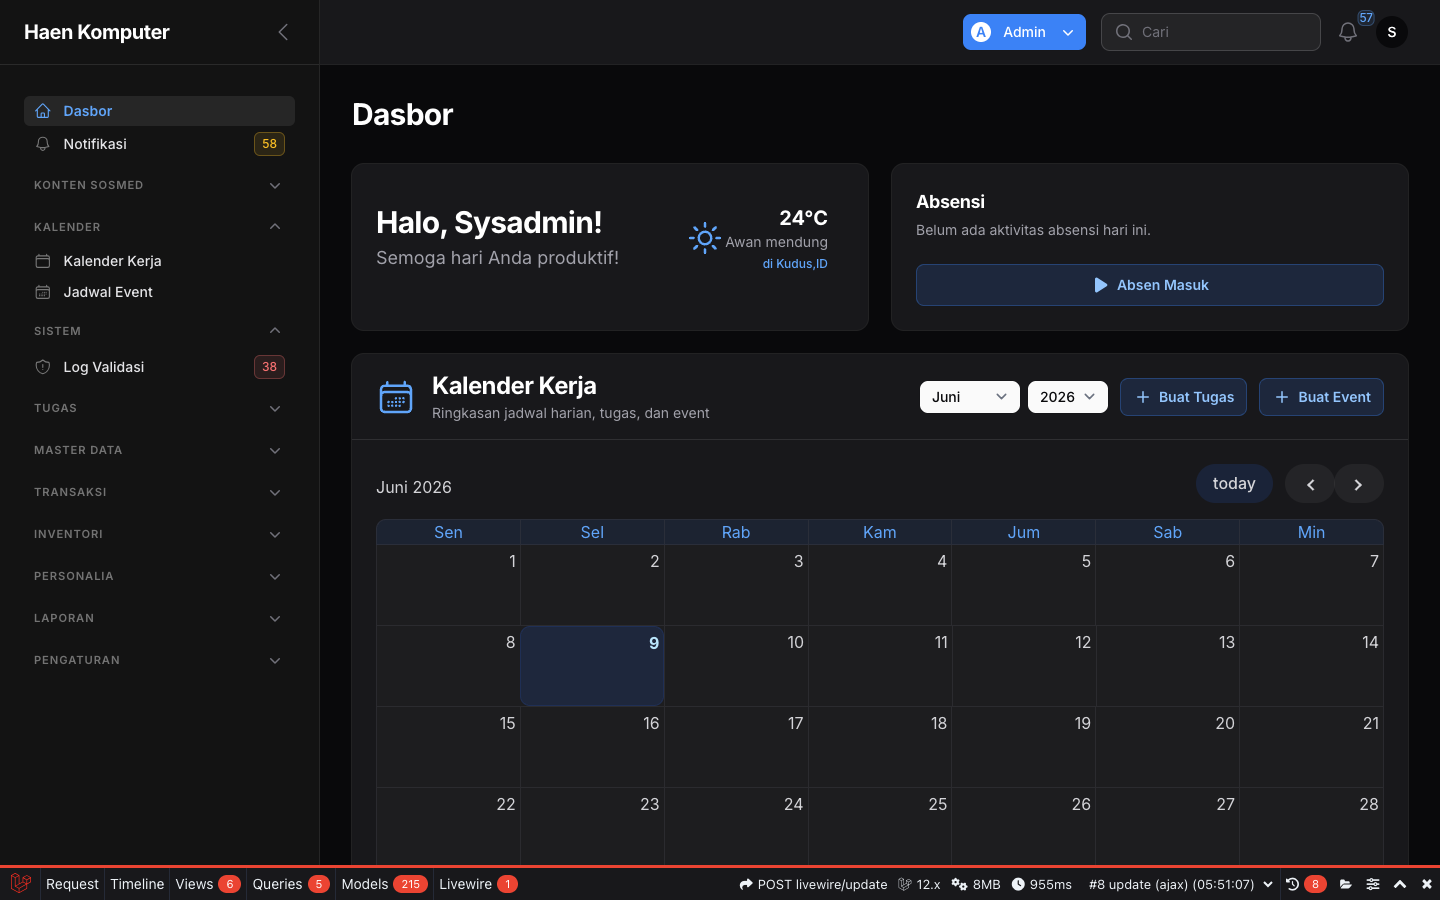 Haen Komputer
A Admin
Cari
57
S
Dasbor
Notifikasi 58
KONTEN SOSMED
KALENDER
Kalender Kerja
Jadwal Event
SISTEM
Log Validasi 38
TUGAS
MASTER DATA
TRANSAKSI
INVENTORI
PERSONALIA
LAPORAN
PENGATURAN
Dasbor
Halo, Sysadmin!
Semoga hari Anda produktif!
24°C
Awan mendung
di Kudus,ID
Absensi
Belum ada aktivitas absensi hari ini.
Absen Masuk
Kalender Kerja
Ringkasan jadwal harian, tugas, dan event
Juni 2026 Buat Tugas Buat Event
Juni 2026 today
Sen Sel Rab Kam Jum Sab Min
1 2 3 4 5 6 7
8 9 10 11 12 13 14
15 16 17 18 19 20 21
22 23 24 25 26 27 28
Request Timeline Views 6 Queries 5 Models 215 Livewire 1 POST livewire/update 12.x 8MB 955ms #8 update (ajax) (05:51:07) 8